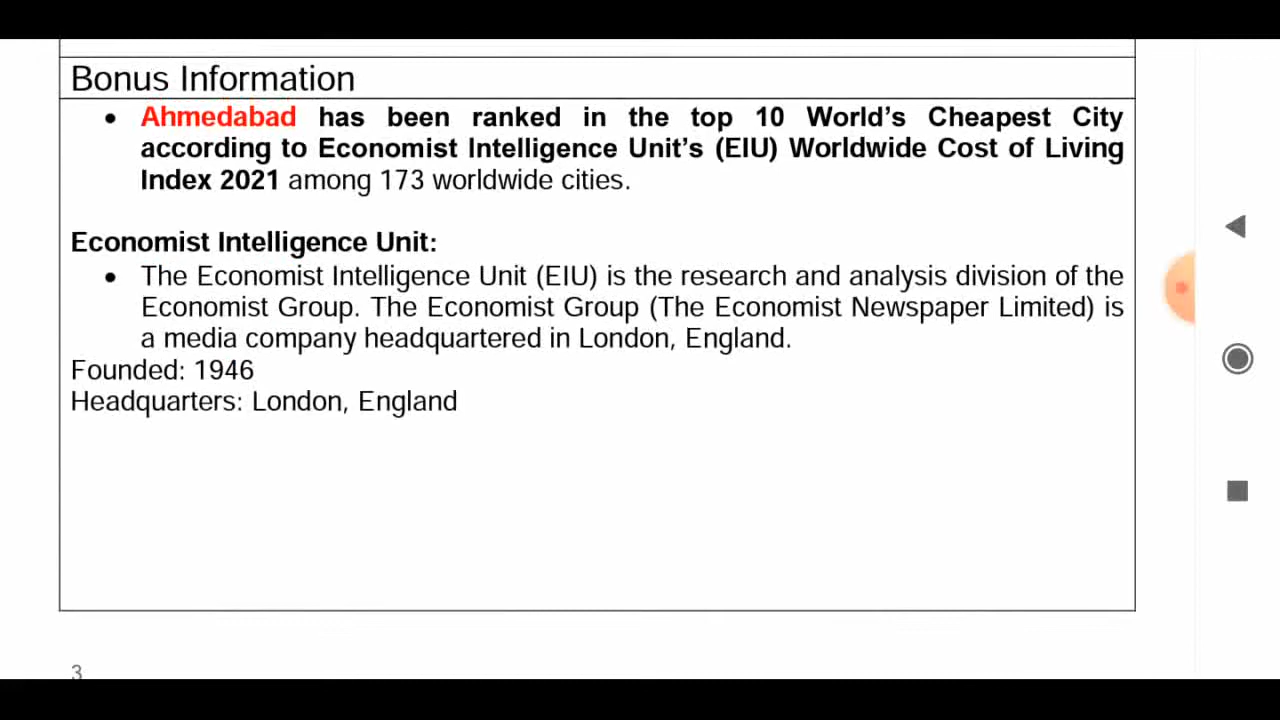 Bonus Information
• Ahmedabad has been ranked in the top 10 World's Cheapest City
according to Economist Intelligence Unit's (EIU) Worldwide Cost of Living
Index 2021 among 173 worldwide cities.
Economist Intelligence Unit:
• The Economist Intelligence Unit (EIU) is the research and analysis division of the
Economist Group. The Economist Group (The Economist Newspaper Limited) is
a media company headquartered in London, England.
Founded: 1946
Headquarters: London, England
3